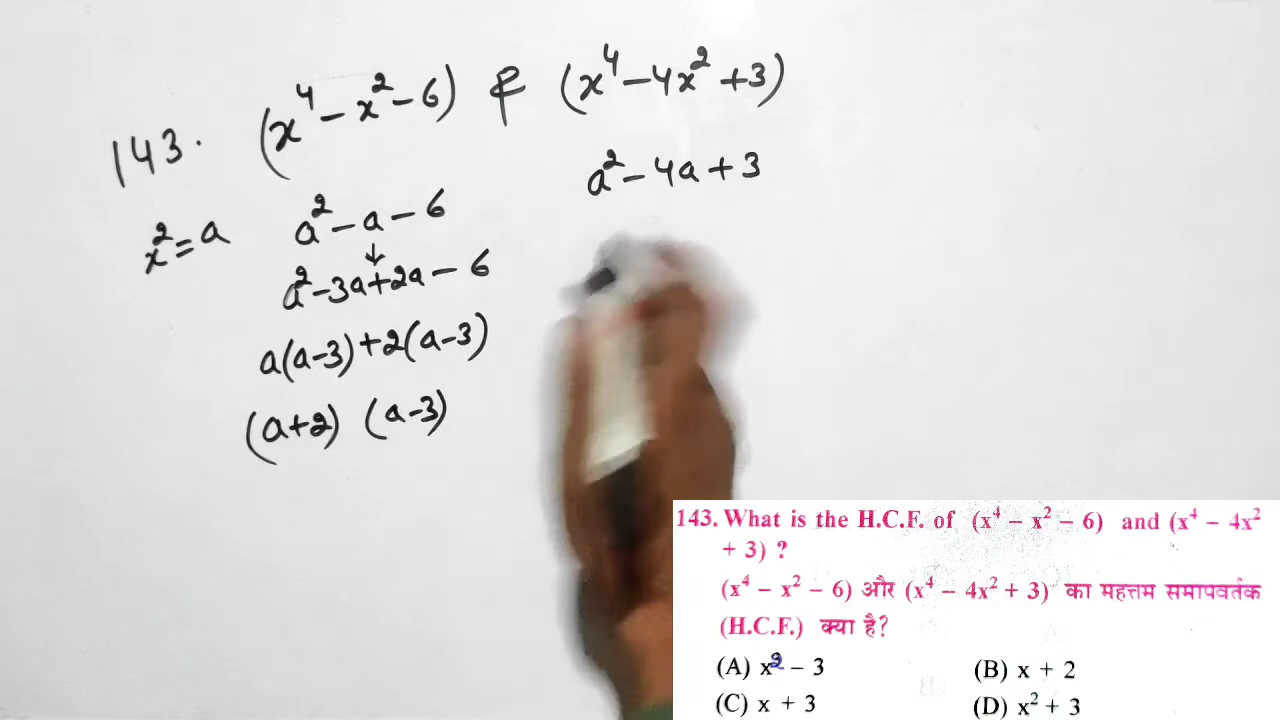 143. (x⁴ - x² - 6) & (x⁴ - 4x² + 3)
x² = a a² - a - 6 a² - 4a + 3
↓
a² - 3a + 2a - 6
a(a-3) + 2(a-3)
(a+2) (a-3)
143. What is the H.C.F. of (x⁴ – x² – 6) and (x⁴ – 4x²
+ 3) ?
(x⁴ – x² – 6) और (x⁴ – 4x² + 3) का महत्तम समापवर्तक
(H.C.F.) क्या है?
(A) x² – 3 (B) x + 2
(C) x + 3 (D) x² + 3